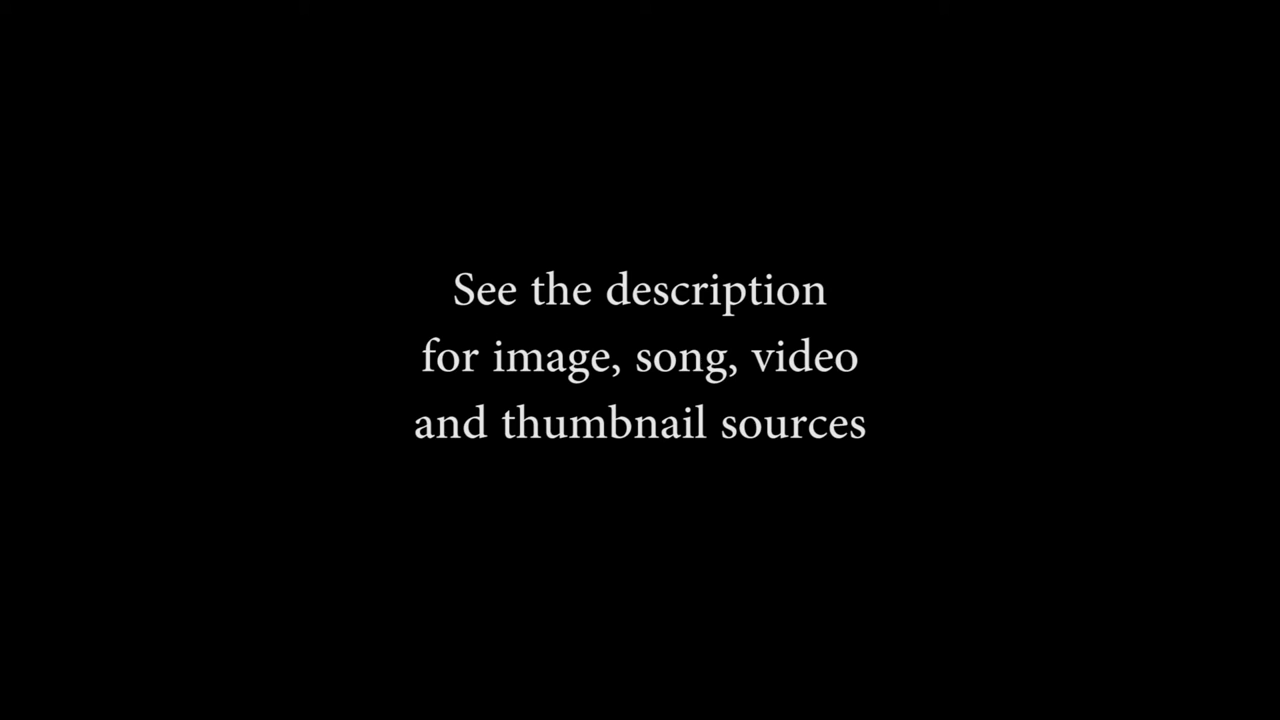 See the description
for image, song, video
and thumbnail sources